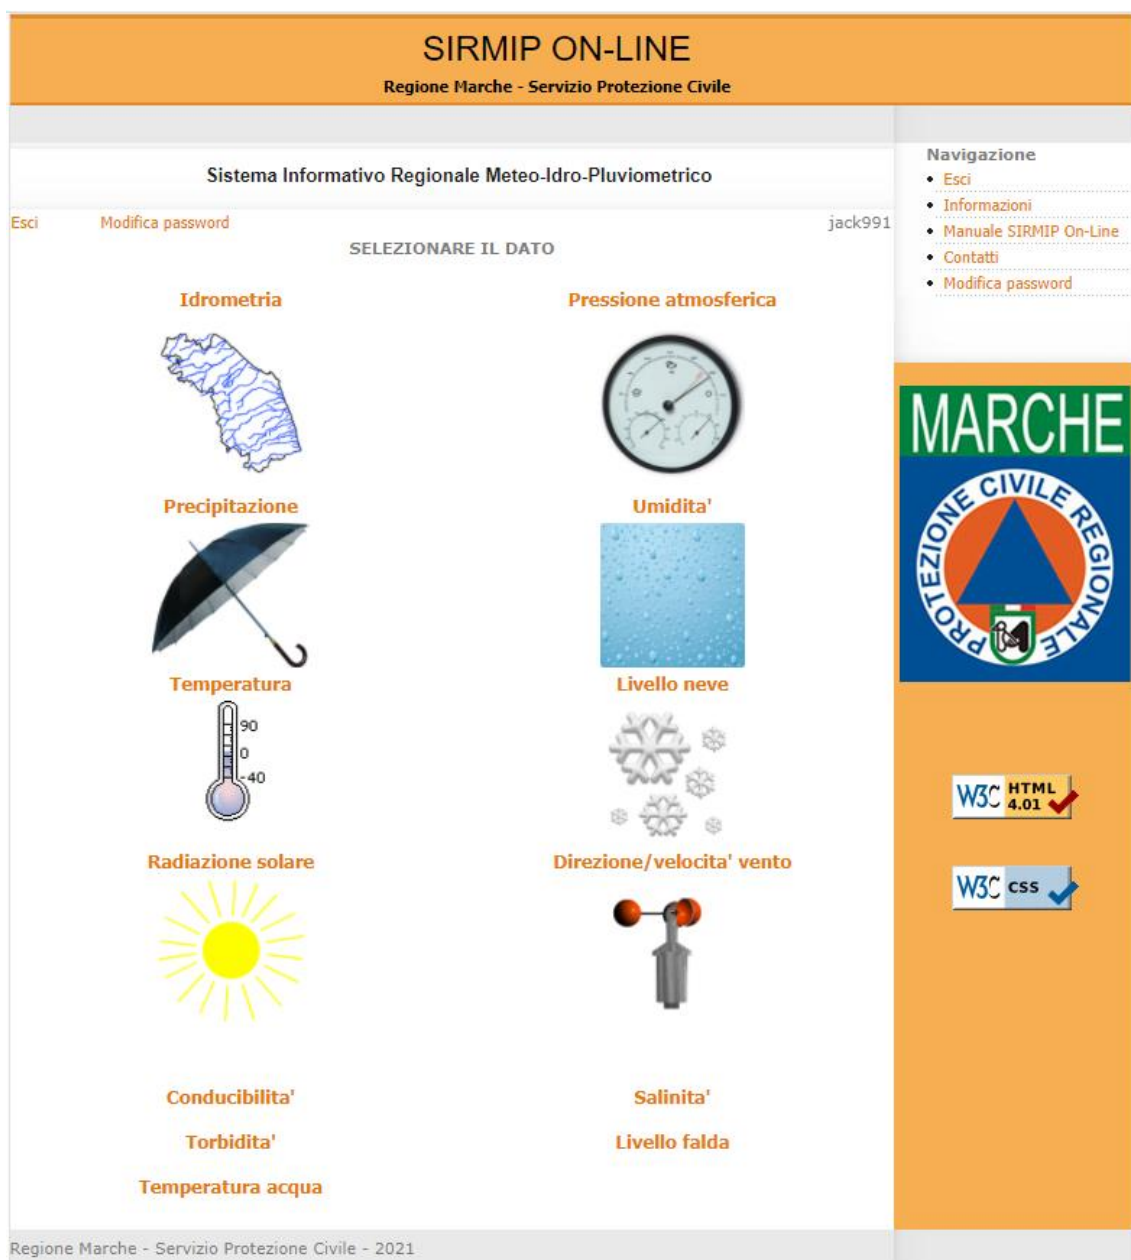 SIRMIP ON-LINE
Regione Marche - Servizio Protezione Civile
Sistema Informativo Regionale Meteo-Idro-Pluviometrico
Esci Modifica password jack991
SELEZIONARE IL DATO
Idrometria Pressione atmosferica
Precipitazione Umidita'
Temperatura Livello neve
90
0
-40
Radiazione solare Direzione/velocita' vento
Conducibilita' Salinita'
Torbidita' Livello falda
Temperatura acqua
Navigazione
Esci
Informazioni
Manuale SIRMIP On-Line
Contatti
Modifica password
MARCHE
PROTEZIONE CIVILE REGIONALE
W3C HTML
4.01
W3C CSS
Regione Marche - Servizio Protezione Civile - 2021